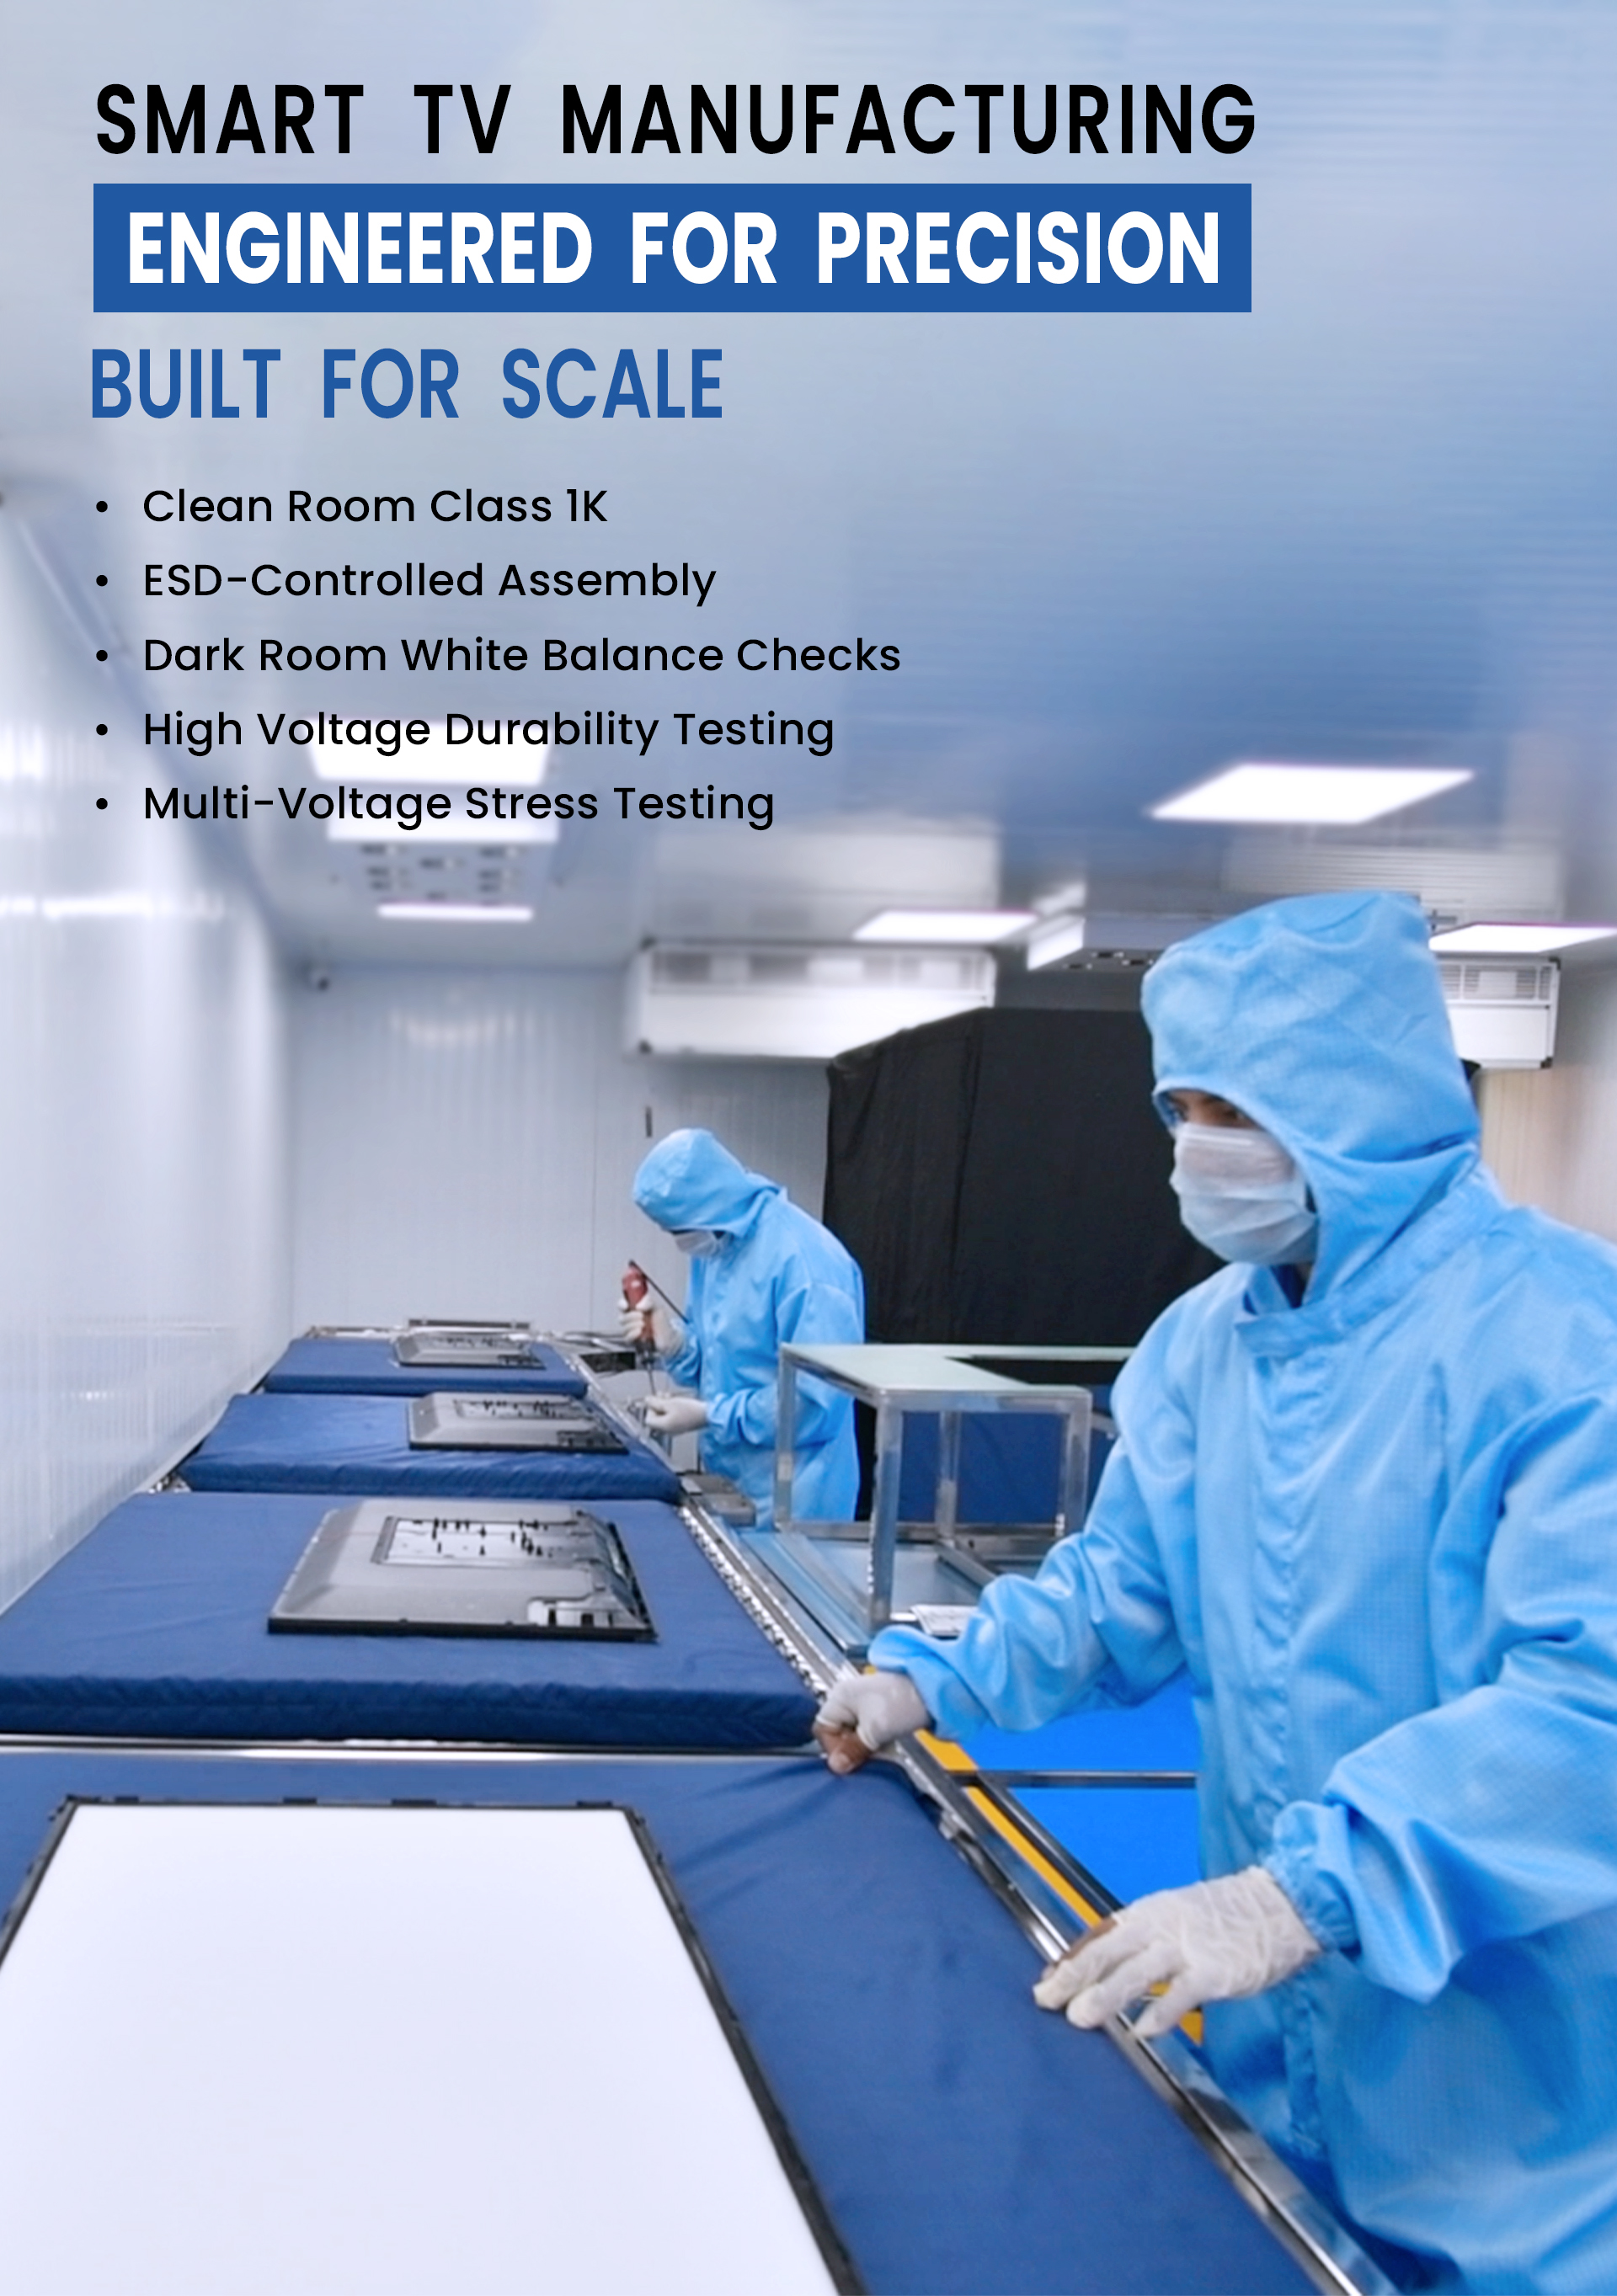 SMART TV MANUFACTURING
ENGINEERED FOR PRECISION
BUILT FOR SCALE
• Clean Room Class 1K
• ESD-Controlled Assembly
• Dark Room White Balance Checks
• High Voltage Durability Testing
• Multi-Voltage Stress Testing